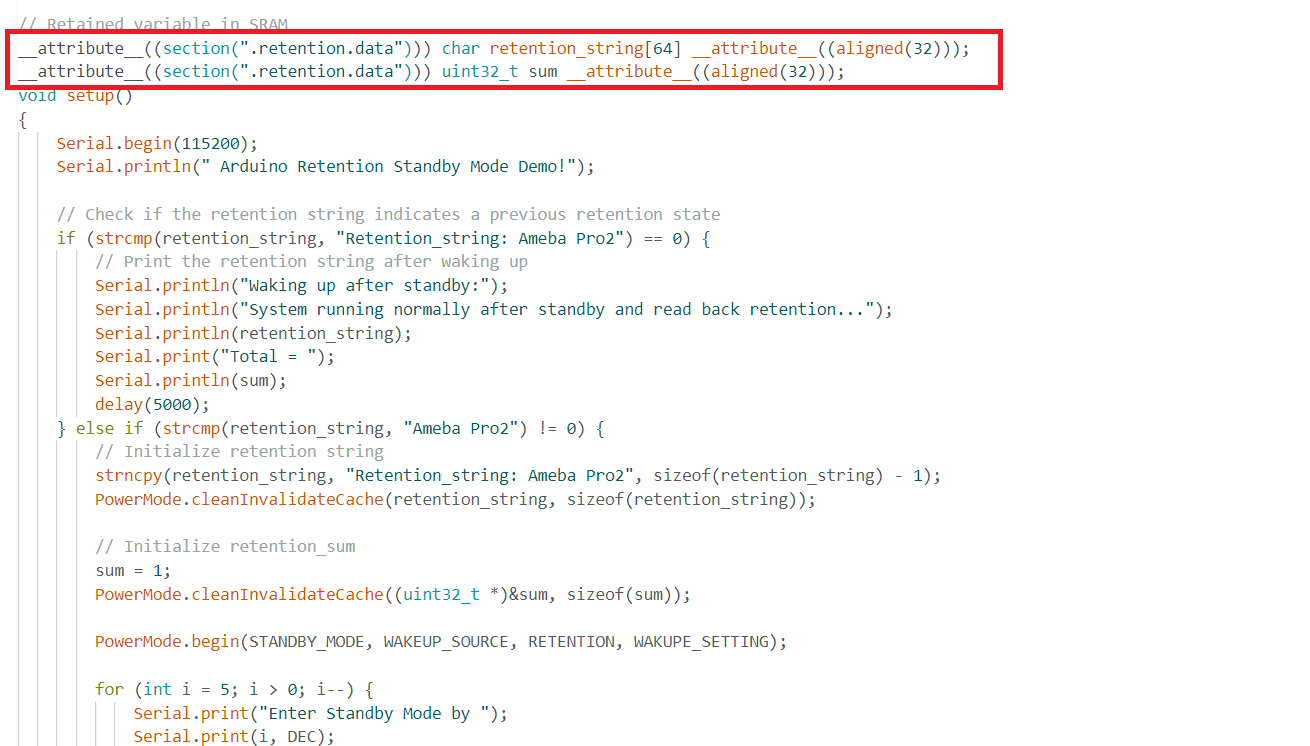 // Retained variable in SRAM
__attribute__((section(".retention.data"))) char retention_string[64] __attribute__((aligned(32)));
__attribute__((section(".retention.data"))) uint32_t sum __attribute__((aligned(32)));
void setup()
{
    Serial.begin(115200);
    Serial.println(" Arduino Retention Standby Mode Demo!");

    // Check if the retention string indicates a previous retention state
    if (strcmp(retention_string, "Retention_string: Ameba Pro2") == 0) {
        // Print the retention string after waking up
        Serial.println("Waking up after standby:");
        Serial.println("System running normally after standby and read back retention...");
        Serial.println(retention_string);
        Serial.print("Total = ");
        Serial.println(sum);
        delay(5000);
    } else if (strcmp(retention_string, "Ameba Pro2") != 0) {
        // Initialize retention string
        strncpy(retention_string, "Retention_string: Ameba Pro2", sizeof(retention_string) - 1);
        PowerMode.cleanInvalidateCache(retention_string, sizeof(retention_string));

        // Initialize retention_sum
        sum = 1;
        PowerMode.cleanInvalidateCache((uint32_t *)&sum, sizeof(sum));

        PowerMode.begin(STANDBY_MODE, WAKEUP_SOURCE, RETENTION, WAKUPE_SETTING);

        for (int i = 5; i > 0; i--) {
            Serial.print("Enter Standby Mode by ");
            Serial.print(i, DEC);